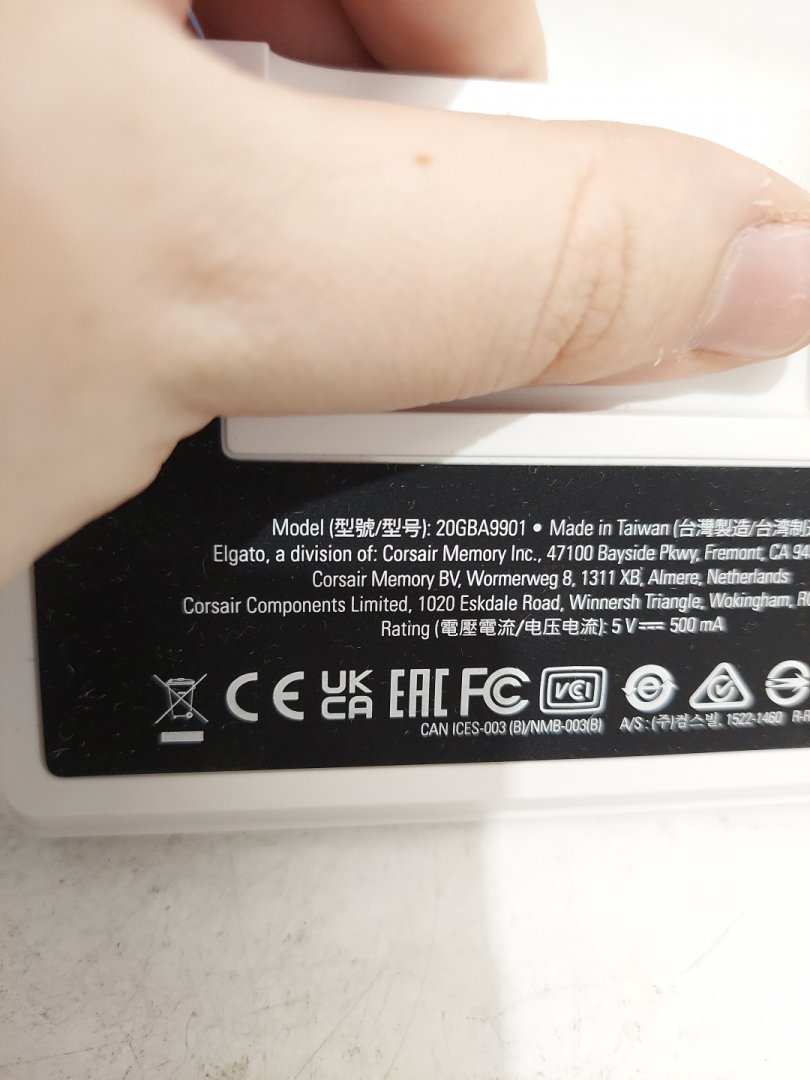 Model (型號/型号): 20GBA9901 • Made in Taiwan (台灣製造/台湾制
Elgato, a division of: Corsair Memory Inc., 47100 Bayside Pkwy, Fremont, CA 94
Corsair Memory BV, Wormerweg 8, 1311 XB, Almere, Netherlands
Corsair Components Limited, 1020 Eskdale Road, Winnersh Triangle, Wokingham,
Rating (電壓電流/电压电流): 5 V⎓ 500 mA
CE UKCA EAC FC VCI
CAN ICES-003 (B)/NMB-003(B) A/S : (주)컴스빌, 1522-1460